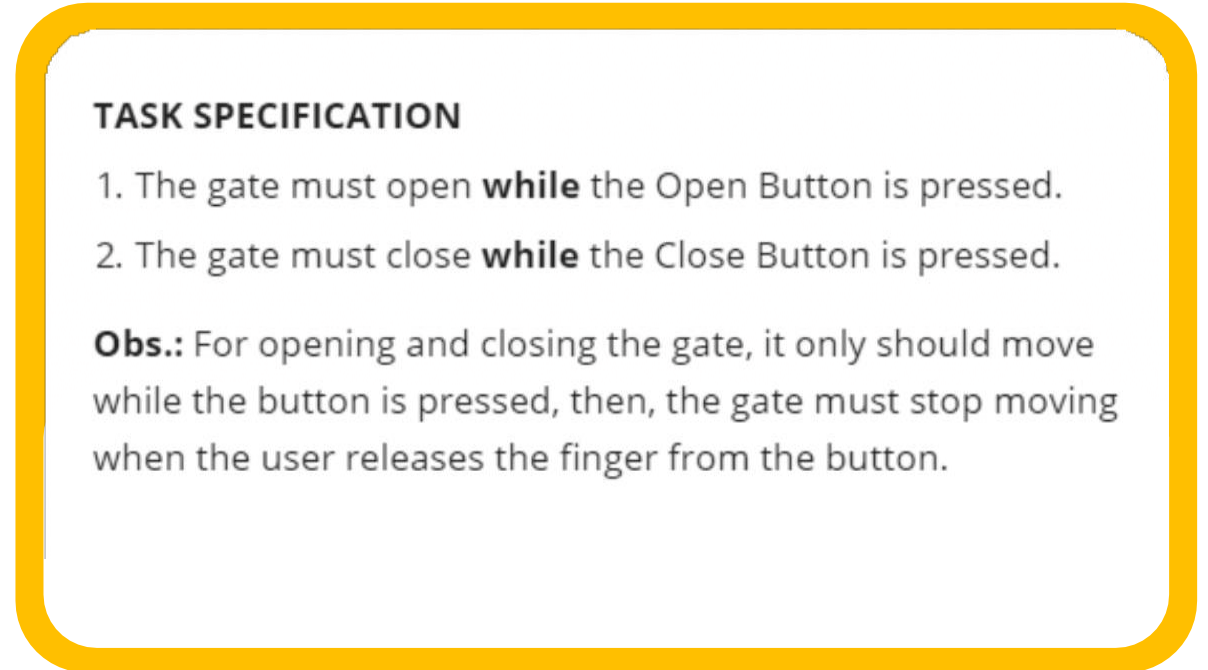 TASK SPECIFICATION
1. The gate must open while the Open Button is pressed.
2. The gate must close while the Close Button is pressed.
Obs.: For opening and closing the gate, it only should move
while the button is pressed, then, the gate must stop moving
when the user releases the finger from the button.